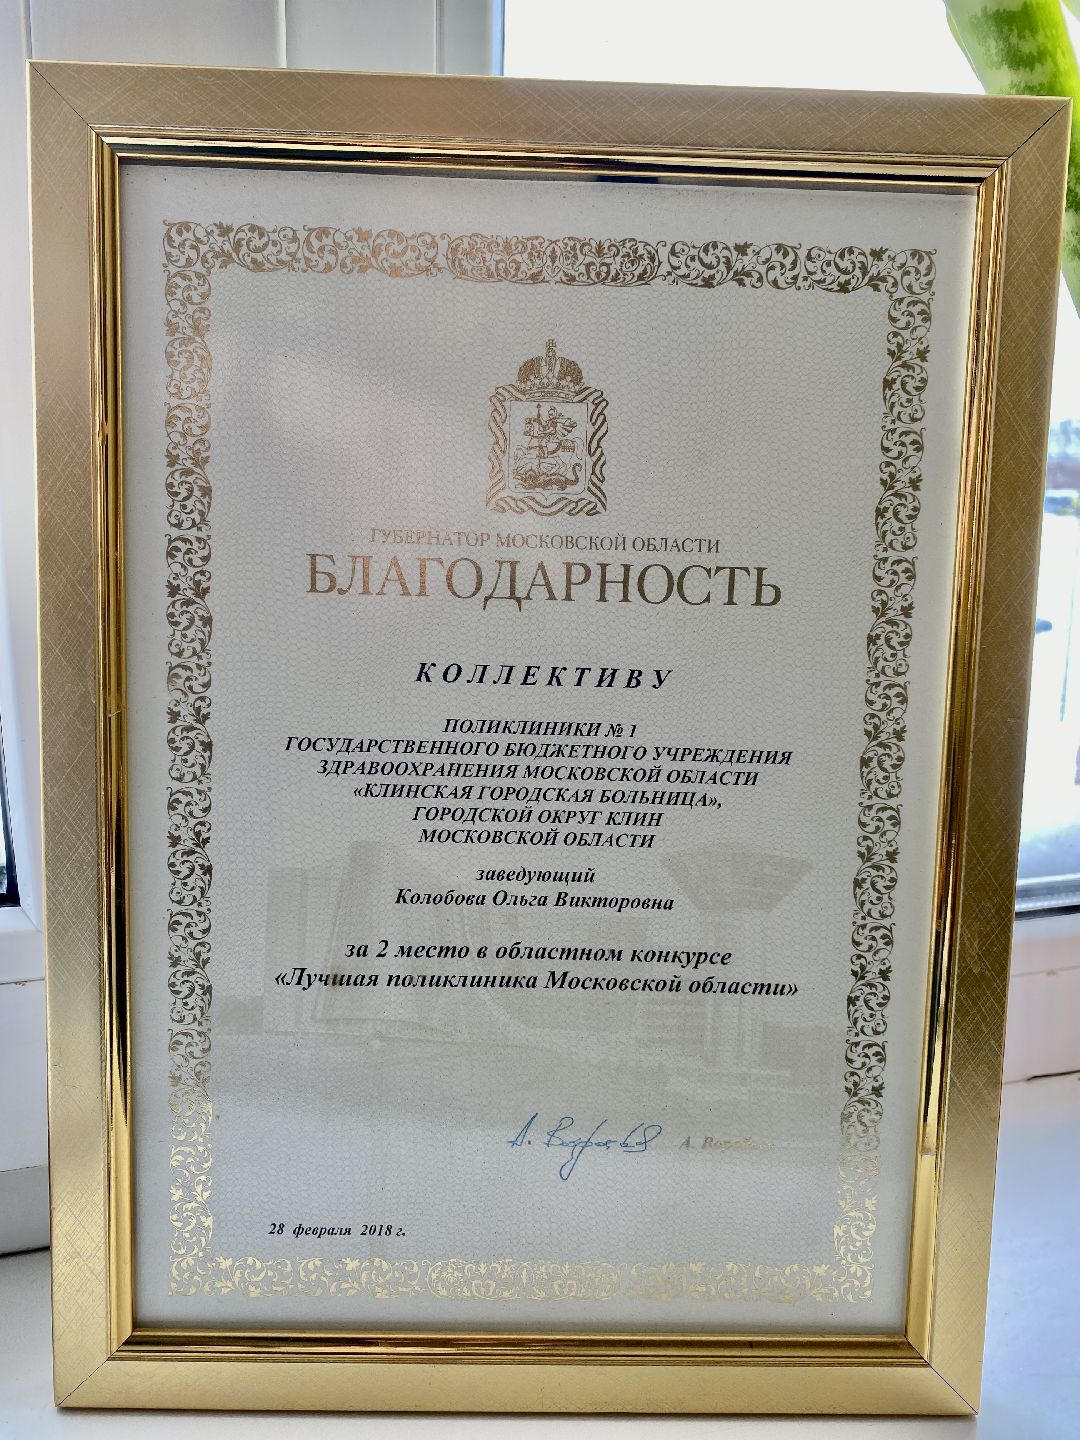 ГУБЕРНАТОР МОСКОВСКОЙ ОБЛАСТИ
БЛАГОДАРНОСТЬ
КОЛЛЕКТИВУ
ПОЛИКЛИНИКИ № 1
ГОСУДАРСТВЕННОГО БЮДЖЕТНОГО УЧРЕЖДЕНИЯ
ЗДРАВООХРАНЕНИЯ МОСКОВСКОЙ ОБЛАСТИ
«КЛИНСКАЯ ГОРОДСКАЯ БОЛЬНИЦА»,
ГОРОДСКОЙ ОКРУГ КЛИН
МОСКОВСКОЙ ОБЛАСТИ
заведующий
Колобова Ольга Викторовна
за 2 место в областном конкурсе
«Лучшая поликлиника Московской области»
А. Воробьев А. Воробьев
28 февраля 2018 г.